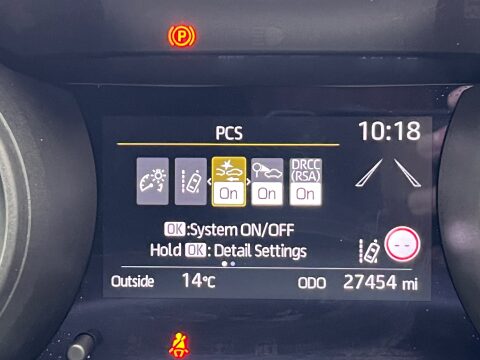 P
PCS
10:18
DRCC
(RSA)
On
On
On
OK:System ON/OFF
Hold OK: Detail Settings
--
Outside 14°C ODO 27454 mi